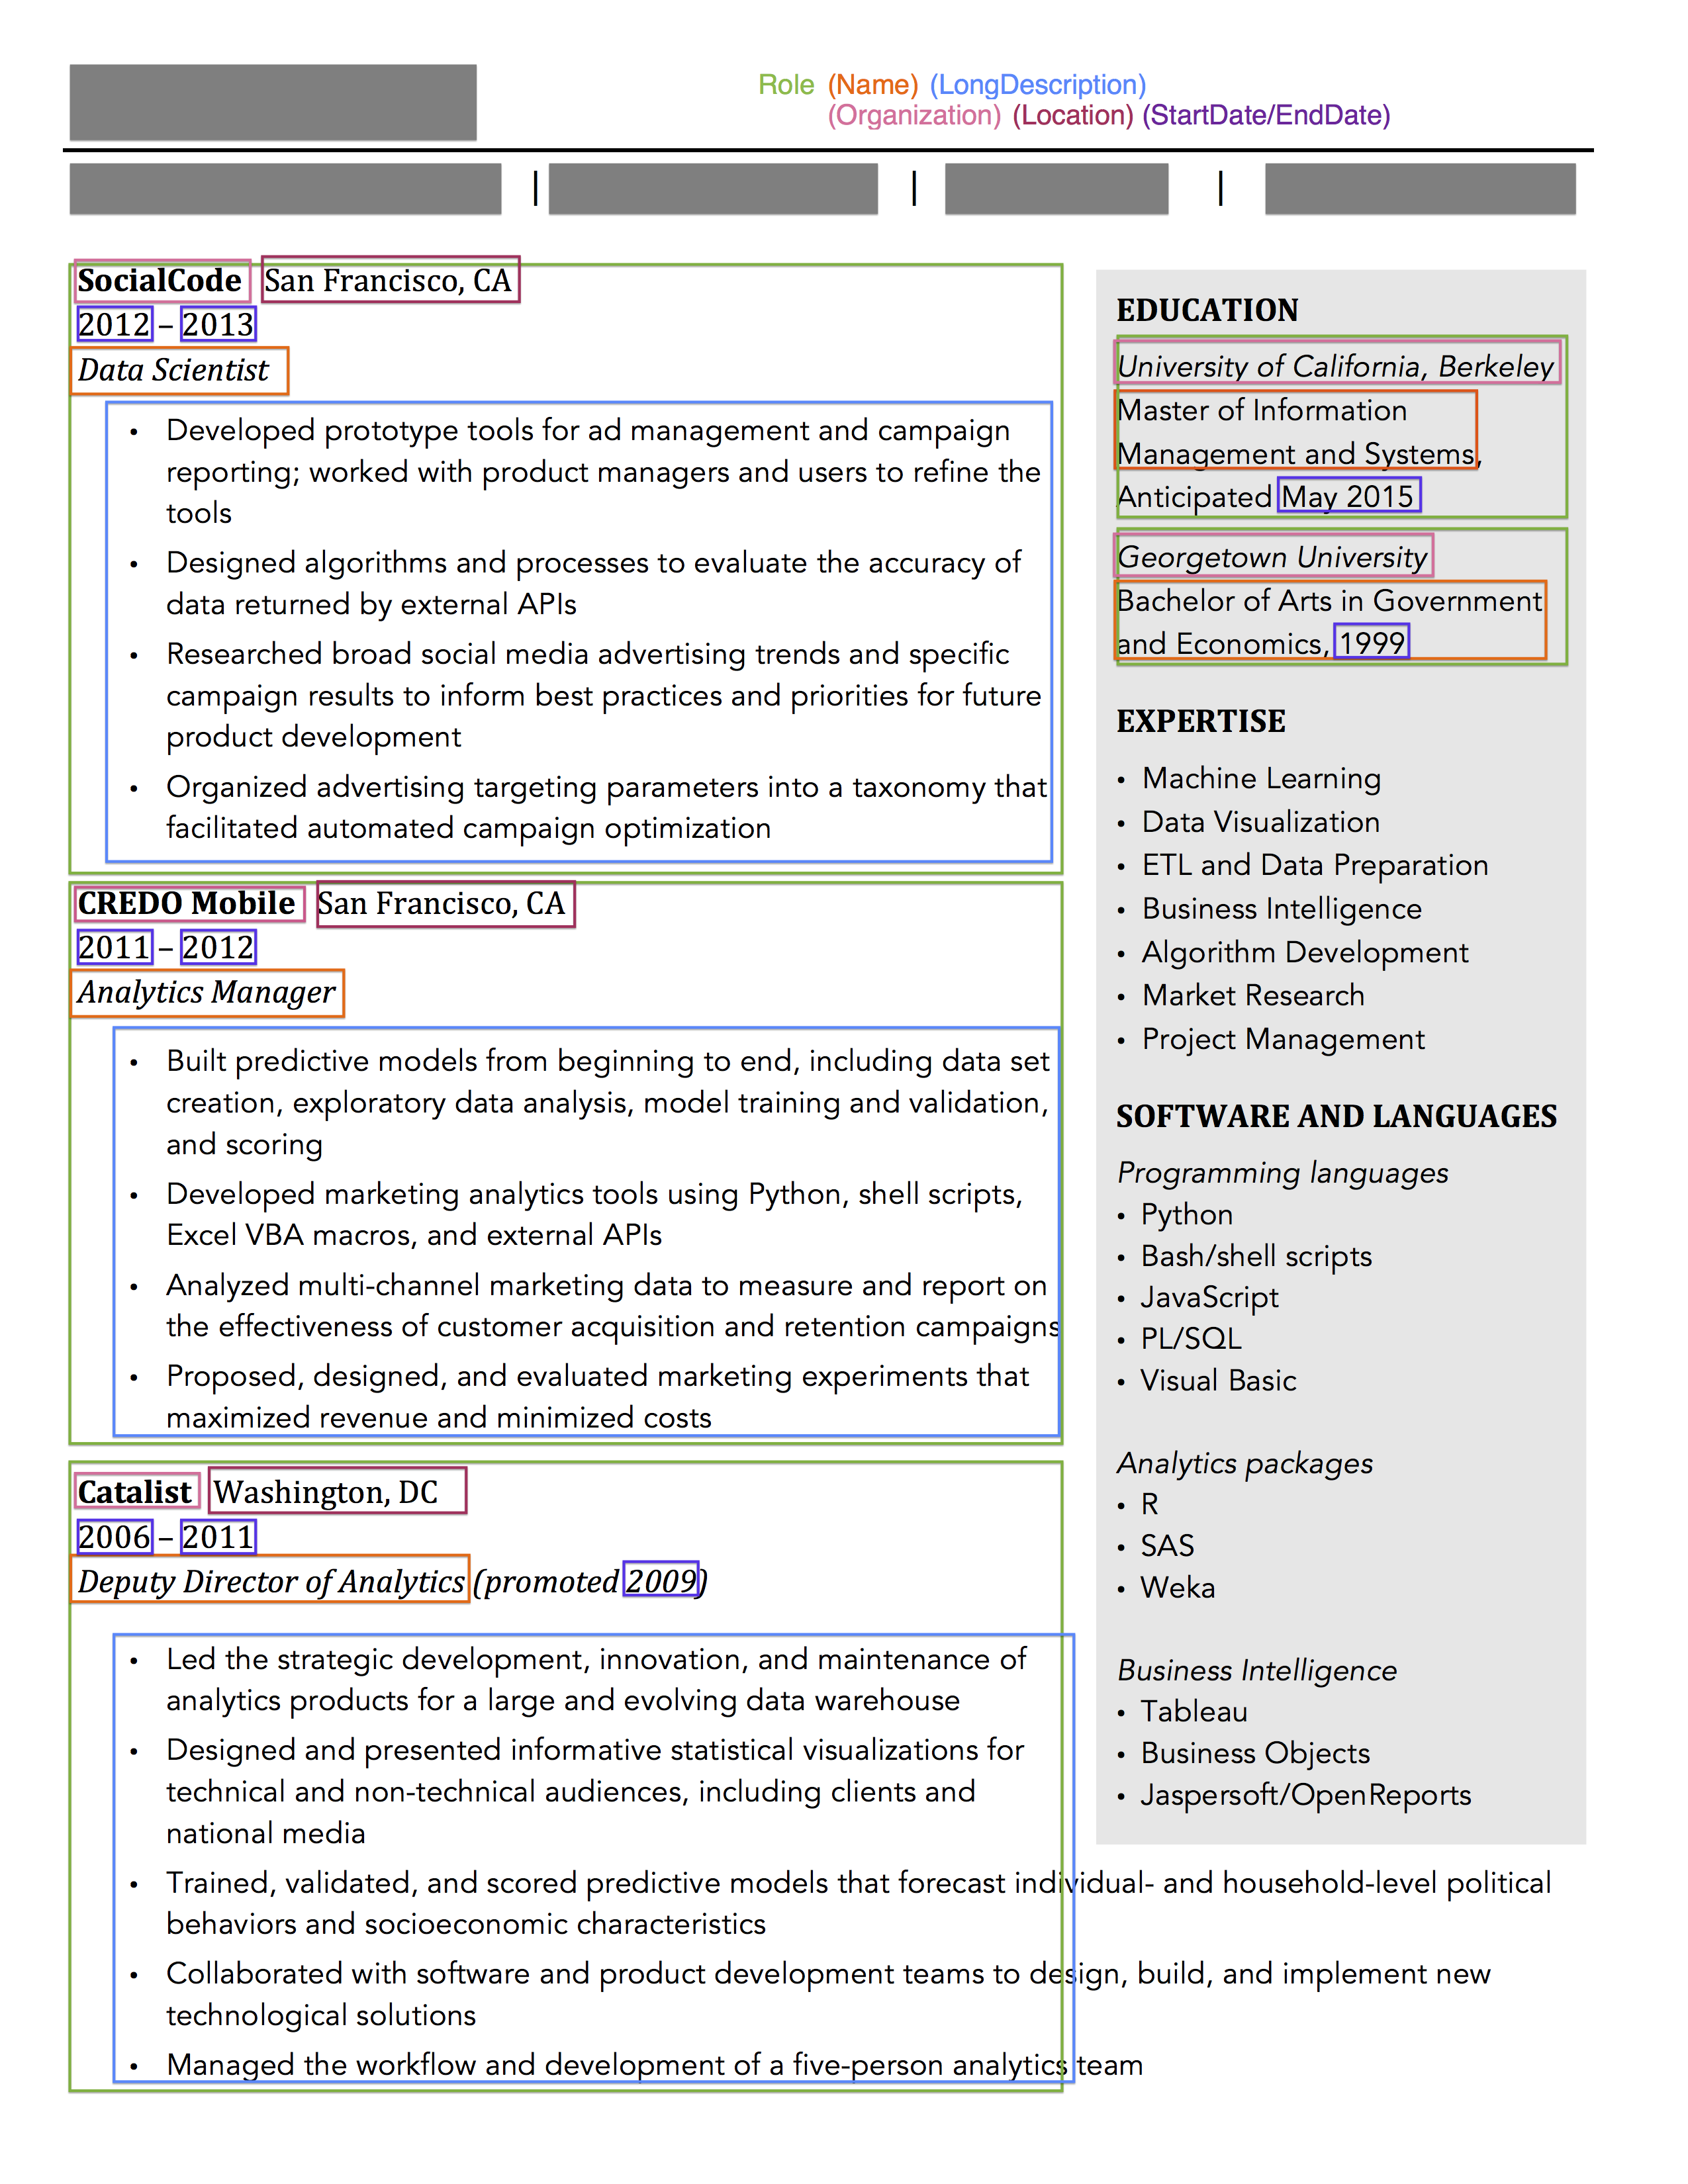 Role (Name) (LongDescription)
(Organization) (Location) (StartDate/EndDate)
| | |
SocialCode San Francisco, CA
2012 – 2013
Data Scientist
• Developed prototype tools for ad management and campaign
reporting; worked with product managers and users to refine the
tools
• Designed algorithms and processes to evaluate the accuracy of
data returned by external APIs
• Researched broad social media advertising trends and specific
campaign results to inform best practices and priorities for future
product development
• Organized advertising targeting parameters into a taxonomy that
facilitated automated campaign optimization
CREDO Mobile San Francisco, CA
2011 – 2012
Analytics Manager
• Built predictive models from beginning to end, including data set
creation, exploratory data analysis, model training and validation,
and scoring
• Developed marketing analytics tools using Python, shell scripts,
Excel VBA macros, and external APIs
• Analyzed multi-channel marketing data to measure and report on
the effectiveness of customer acquisition and retention campaigns
• Proposed, designed, and evaluated marketing experiments that
maximized revenue and minimized costs
Catalist Washington, DC
2006 – 2011
Deputy Director of Analytics (promoted 2009)
• Led the strategic development, innovation, and maintenance of
analytics products for a large and evolving data warehouse
• Designed and presented informative statistical visualizations for
technical and non-technical audiences, including clients and
national media
• Trained, validated, and scored predictive models that forecast individual- and household-level political
behaviors and socioeconomic characteristics
• Collaborated with software and product development teams to design, build, and implement new
technological solutions
• Managed the workflow and development of a five-person analytics team
EDUCATION
University of California, Berkeley
Master of Information
Management and Systems,
Anticipated May 2015
Georgetown University
Bachelor of Arts in Government
and Economics, 1999
EXPERTISE
• Machine Learning
• Data Visualization
• ETL and Data Preparation
• Business Intelligence
• Algorithm Development
• Market Research
• Project Management
SOFTWARE AND LANGUAGES
Programming languages
• Python
• Bash/shell scripts
• JavaScript
• PL/SQL
• Visual Basic
Analytics packages
• R
• SAS
• Weka
Business Intelligence
• Tableau
• Business Objects
• Jaspersoft/OpenReports